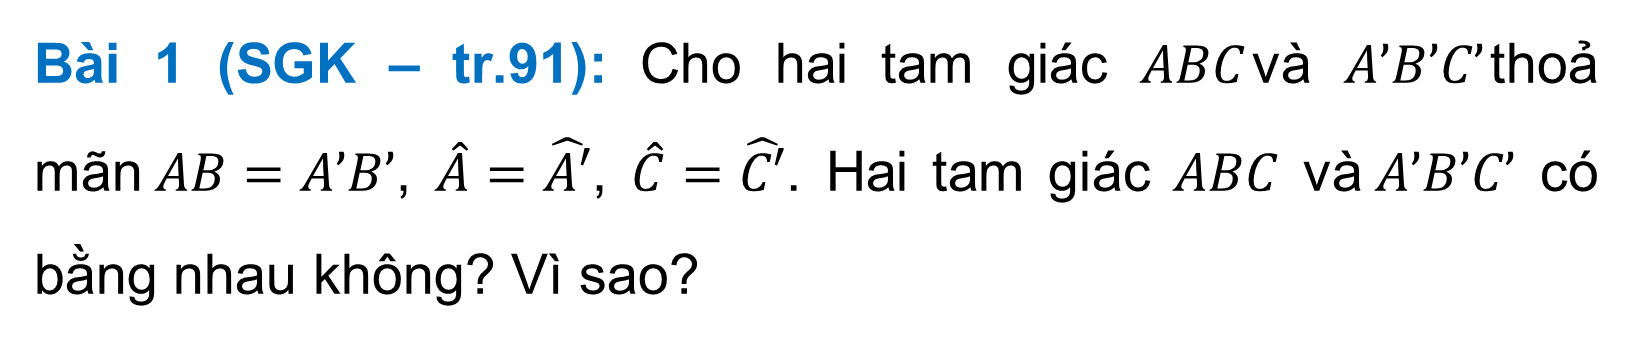 Bài 1 (SGK – tr.91): Cho hai tam giác ABC và A’B’C’ thoả
mãn AB = A’B’, Â = Â′, Ĉ = Ĉ′. Hai tam giác ABC và A’B’C’ có
bằng nhau không? Vì sao?